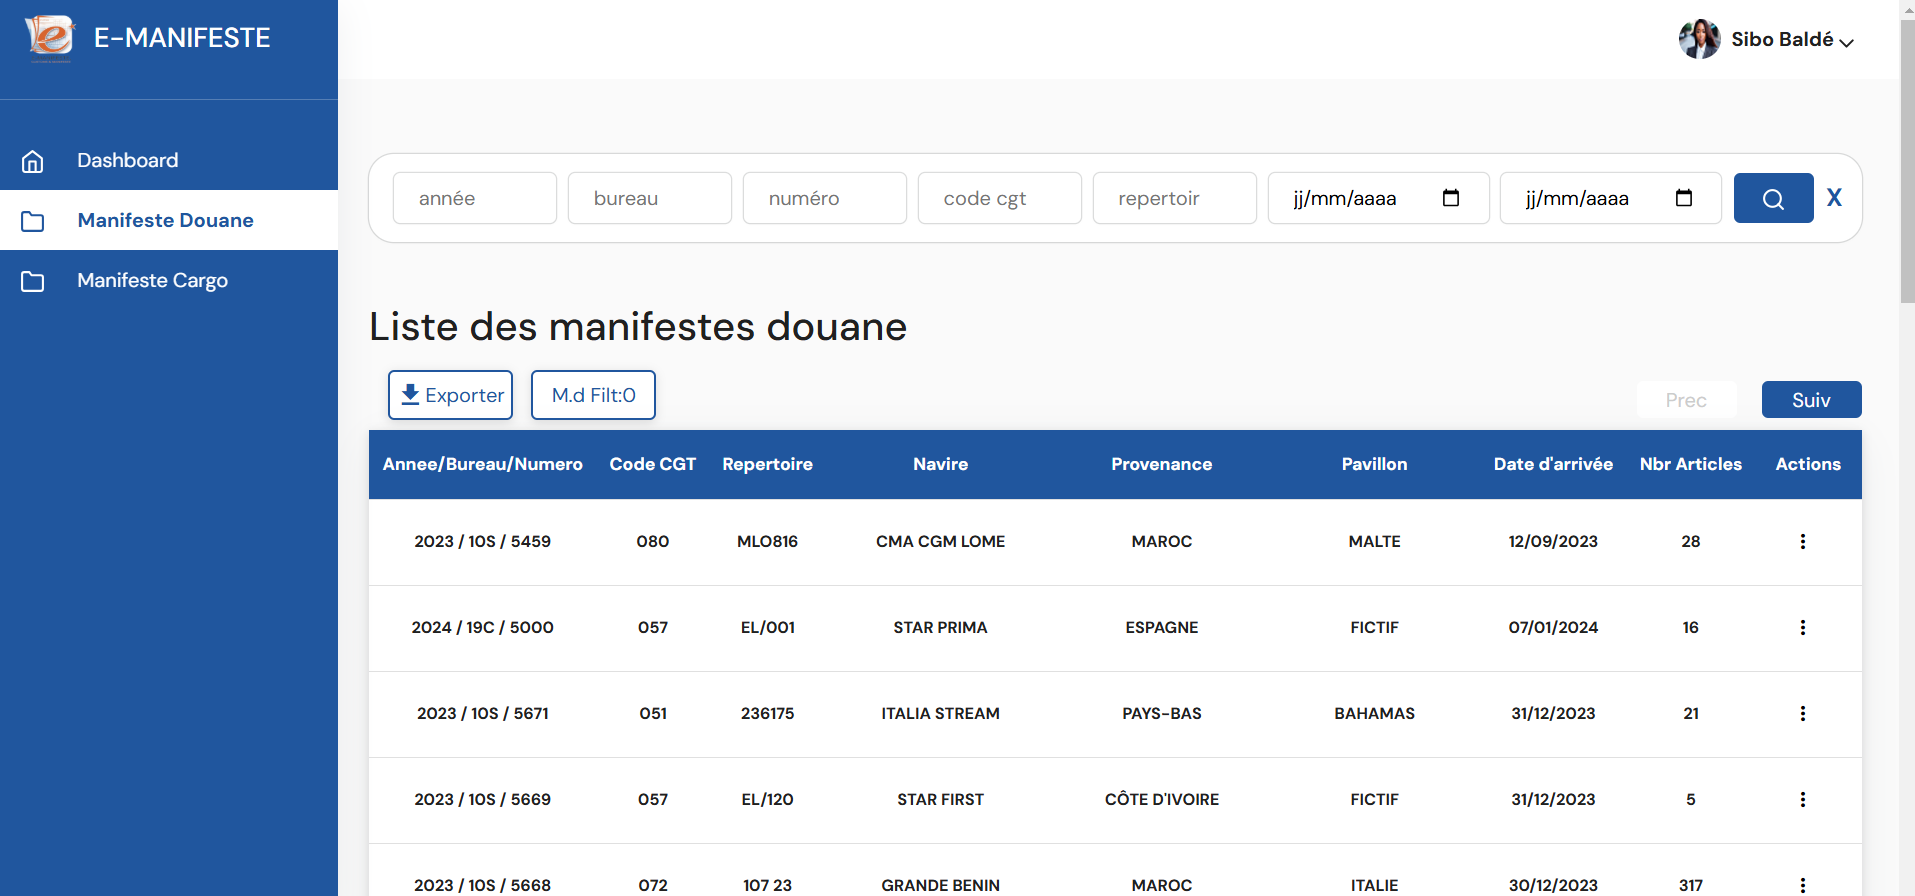 E-MANIFESTE
Sibo Baldé
Dashboard
Manifeste Douane
Manifeste Cargo
année bureau numéro code cgt repertoir jj/mm/aaaa jj/mm/aaaa X
Liste des manifestes douane
Exporter M.d Filt:0 Prec Suiv
Annee/Bureau/Numero Code CGT Repertoire Navire Provenance Pavillon Date d'arrivée Nbr Articles Actions
2023 / 10S / 5459 080 MLO816 CMA CGM LOME MAROC MALTE 12/09/2023 28
2024 / 19C / 5000 057 EL/001 STAR PRIMA ESPAGNE FICTIF 07/01/2024 16
2023 / 10S / 5671 051 236175 ITALIA STREAM PAYS-BAS BAHAMAS 31/12/2023 21
2023 / 10S / 5669 057 EL/120 STAR FIRST CÔTE D'IVOIRE FICTIF 31/12/2023 5
2023 / 10S / 5668 072 107 23 GRANDE BENIN MAROC ITALIE 30/12/2023 317